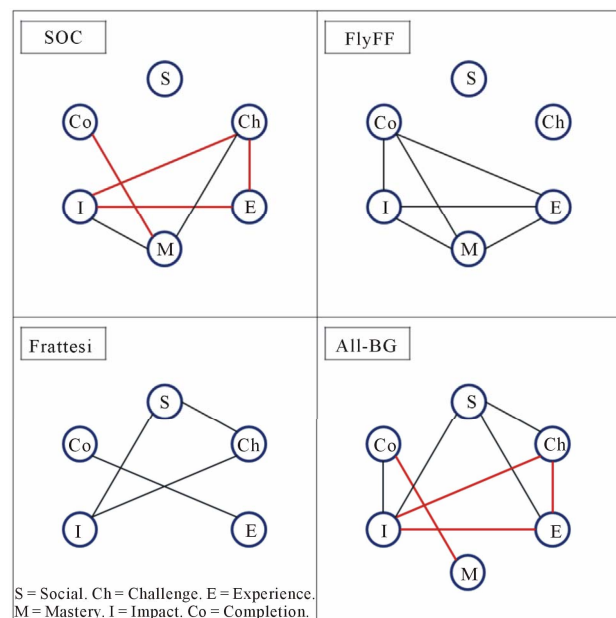 SOC
S
Co
Ch
I
E
M
FlyFF
S
Co
Ch
I
E
M
Frattesi
S
Co
Ch
I
E
S = Social. Ch = Challenge. E = Experience.
M = Mastery. I = Impact. Co = Completion.
All-BG
S
Co
Ch
I
E
M